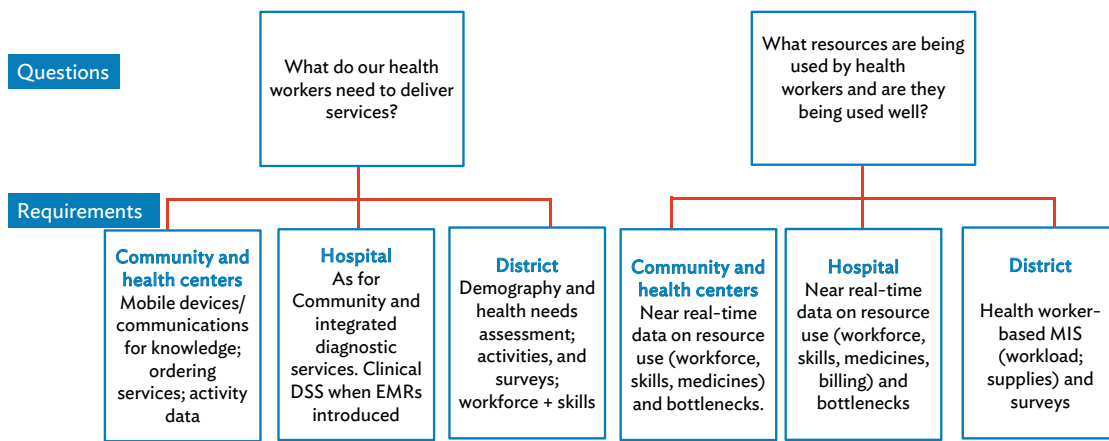 Questions
What do our health
workers need to deliver
services?
What resources are being
used by health
workers and are they
being used well?
Requirements
Community and
health centers
Mobile devices/
communications
for knowledge;
ordering
services; activity
data
Hospital
As for
Community and
integrated
diagnostic
services. Clinical
DSS when EMRs
introduced
District
Demography and
health needs
assessment;
activities, and
surveys;
workforce + skills
Community and
health centers
Near real-time
data on resource
use (workforce,
skills, medicines)
and bottlenecks.
Hospital
Near real-time
data on resource
use (workforce,
skills, medicines,
billing) and
bottlenecks
District
Health worker-
based MIS
(workload;
supplies) and
surveys